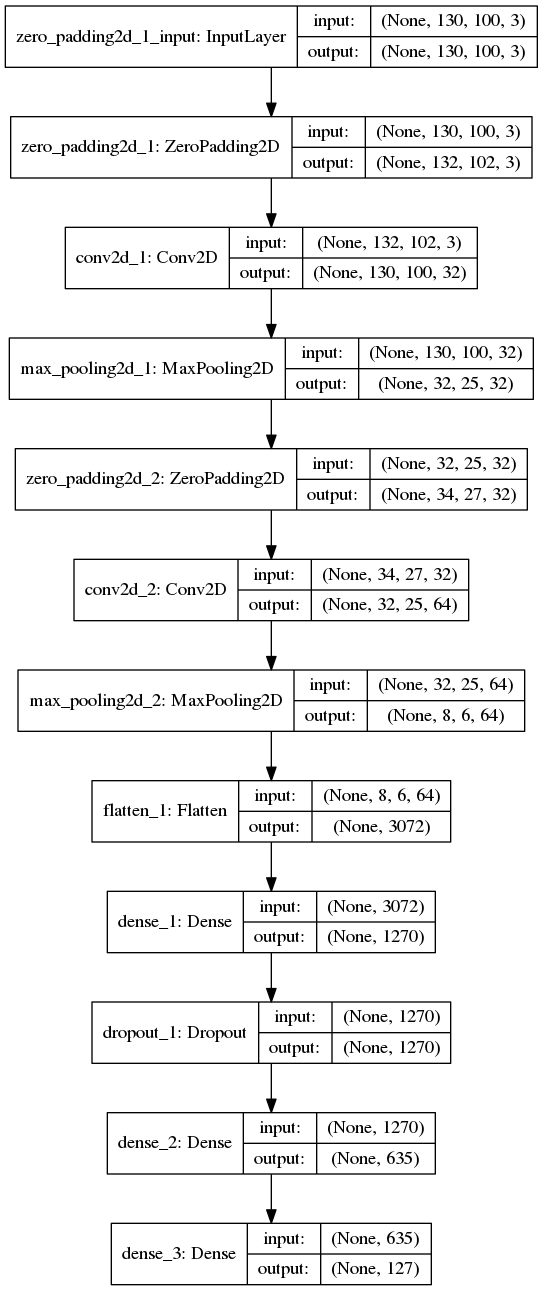 zero_padding2d_1_input: InputLayer
input: (None, 130, 100, 3)
output: (None, 130, 100, 3)
zero_padding2d_1: ZeroPadding2D
input: (None, 130, 100, 3)
output: (None, 132, 102, 3)
conv2d_1: Conv2D
input: (None, 132, 102, 3)
output: (None, 130, 100, 32)
max_pooling2d_1: MaxPooling2D
input: (None, 130, 100, 32)
output: (None, 32, 25, 32)
zero_padding2d_2: ZeroPadding2D
input: (None, 32, 25, 32)
output: (None, 34, 27, 32)
conv2d_2: Conv2D
input: (None, 34, 27, 32)
output: (None, 32, 25, 64)
max_pooling2d_2: MaxPooling2D
input: (None, 32, 25, 64)
output: (None, 8, 6, 64)
flatten_1: Flatten
input: (None, 8, 6, 64)
output: (None, 3072)
dense_1: Dense
input: (None, 3072)
output: (None, 1270)
dropout_1: Dropout
input: (None, 1270)
output: (None, 1270)
dense_2: Dense
input: (None, 1270)
output: (None, 635)
dense_3: Dense
input: (None, 635)
output: (None, 127)